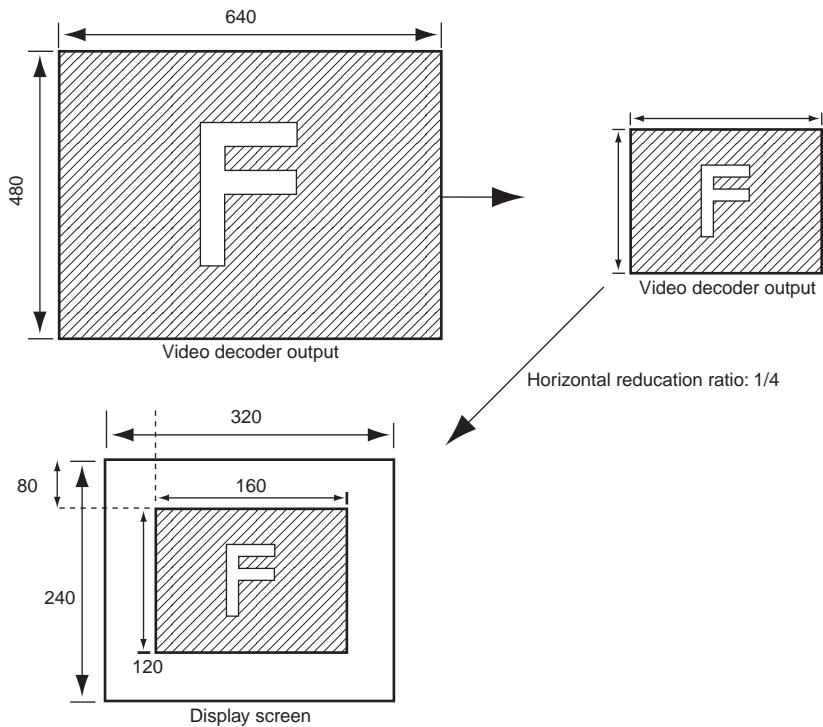 640
480
F
Video decoder output
F
Video decoder output
Horizontal reducation ratio: 1/4
320
80
160
240
F
120
Display screen